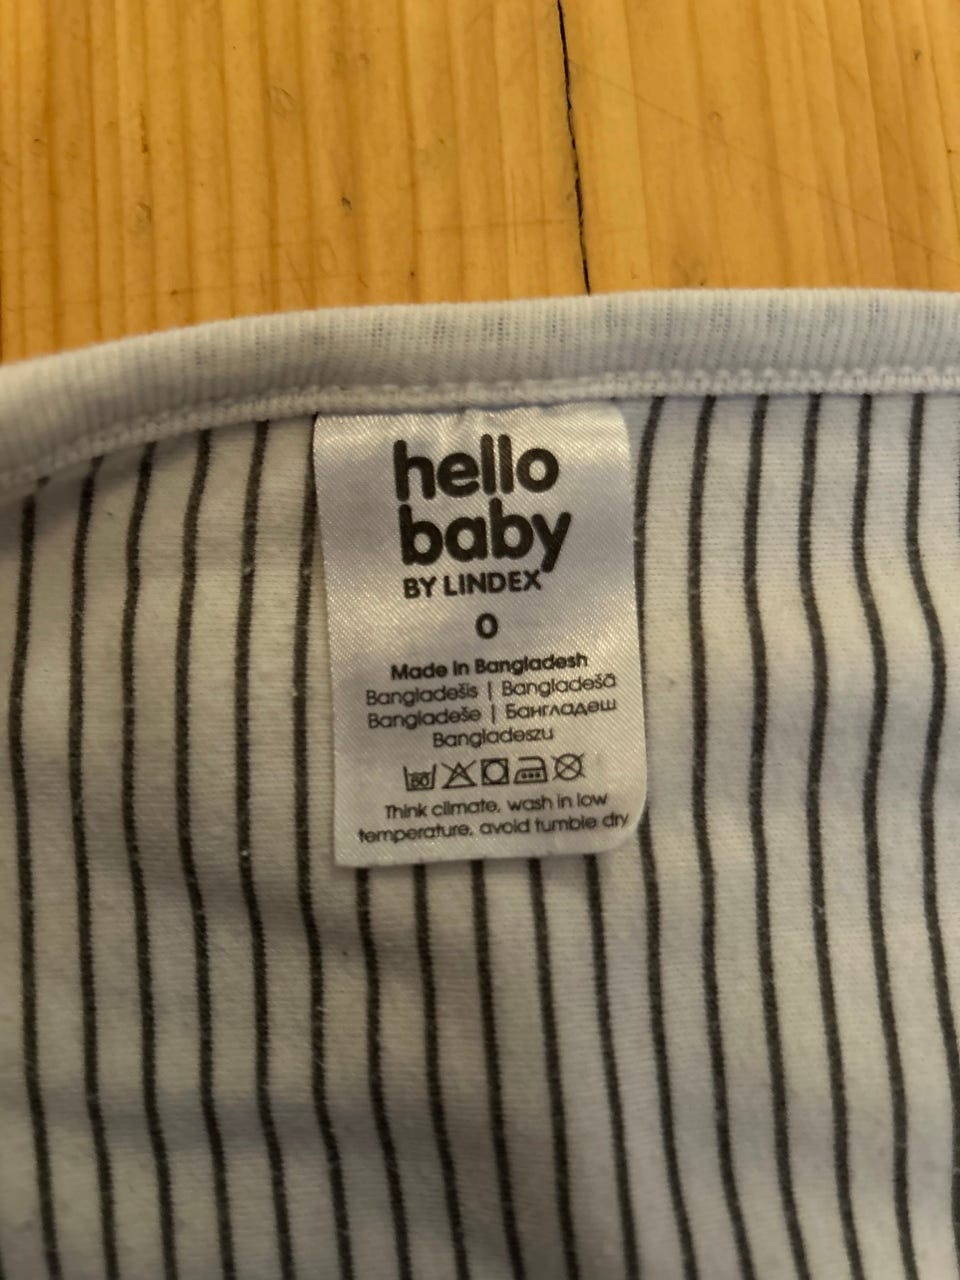 hello
baby
BY LINDEX
0
Made in Bangladesh
Bangladešis | Bangladešā
Bangladeše | Бангладеш
Bangladeszu
60
Think climate, wash in low
temperature, avoid tumble dry